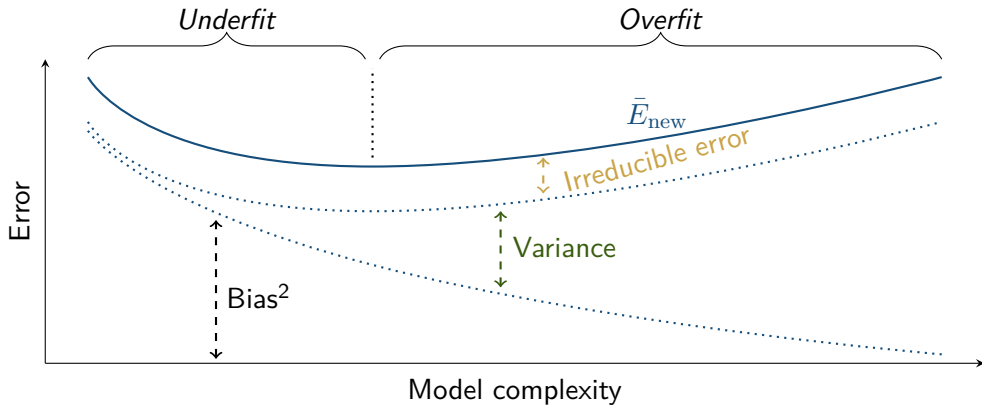 Underfit
Overfit
Ē_new
Irreducible error
Error
Variance
Bias²
Model complexity